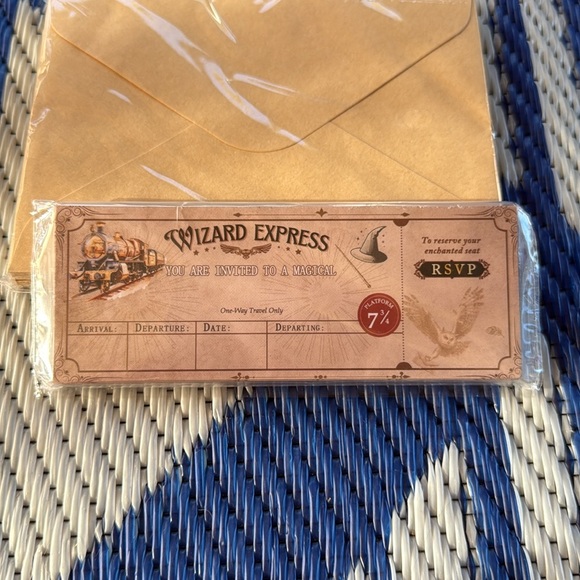 WIZARD EXPRESS
YOU ARE INVITED TO A MAGICAL
One-Way Travel Only
ARRIVAL:
DEPARTURE:
DATE:
DEPARTING:
PLATFORM
7¾
To reserve your
enchanted seat
RSVP